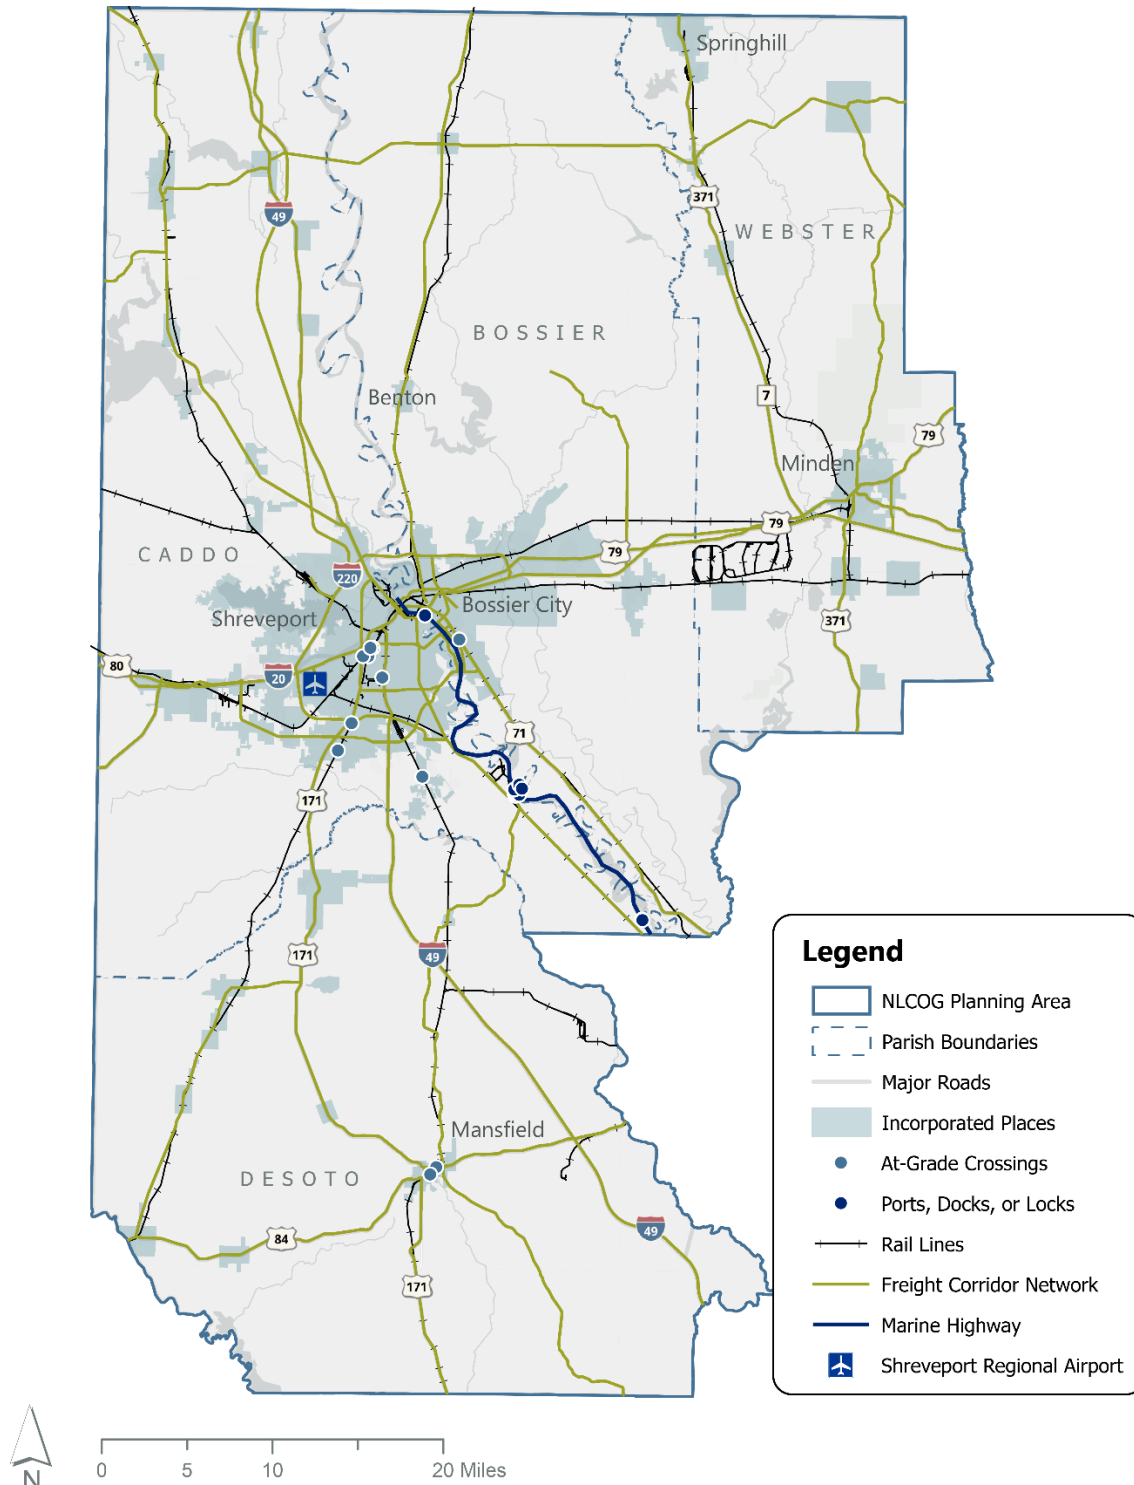 Springhill
371
WEBSTER
49
BOSSIER
Benton
7
79
Minden
79
79
CADDO
220
Bossier City
Shreveport
371
80
20
71
171
171
49
Mansfield
DESOTO
84
49
171
Legend
NLCOG Planning Area
Parish Boundaries
Major Roads
Incorporated Places
At-Grade Crossings
Ports, Docks, or Locks
Rail Lines
Freight Corridor Network
Marine Highway
Shreveport Regional Airport
N
0 5 10 20 Miles